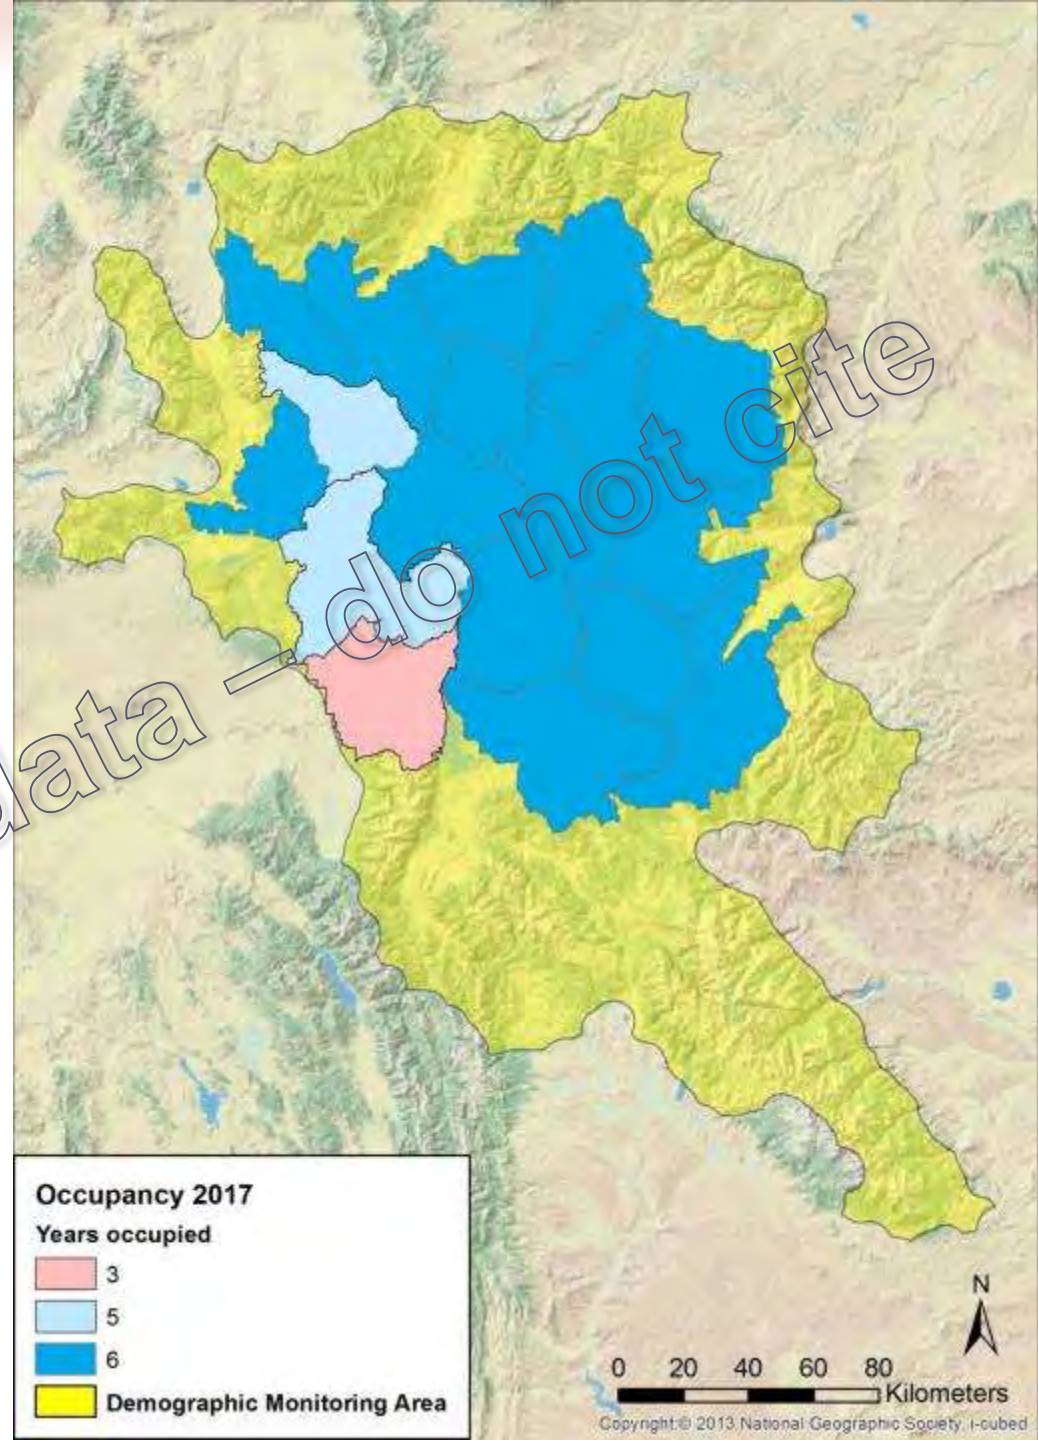 data – do not cite
Occupancy 2017
Years occupied
3
5
6
Demographic Monitoring Area
N
0 20 40 60 80
Kilometers
Copyright:© 2013 National Geographic Society, i-cubed